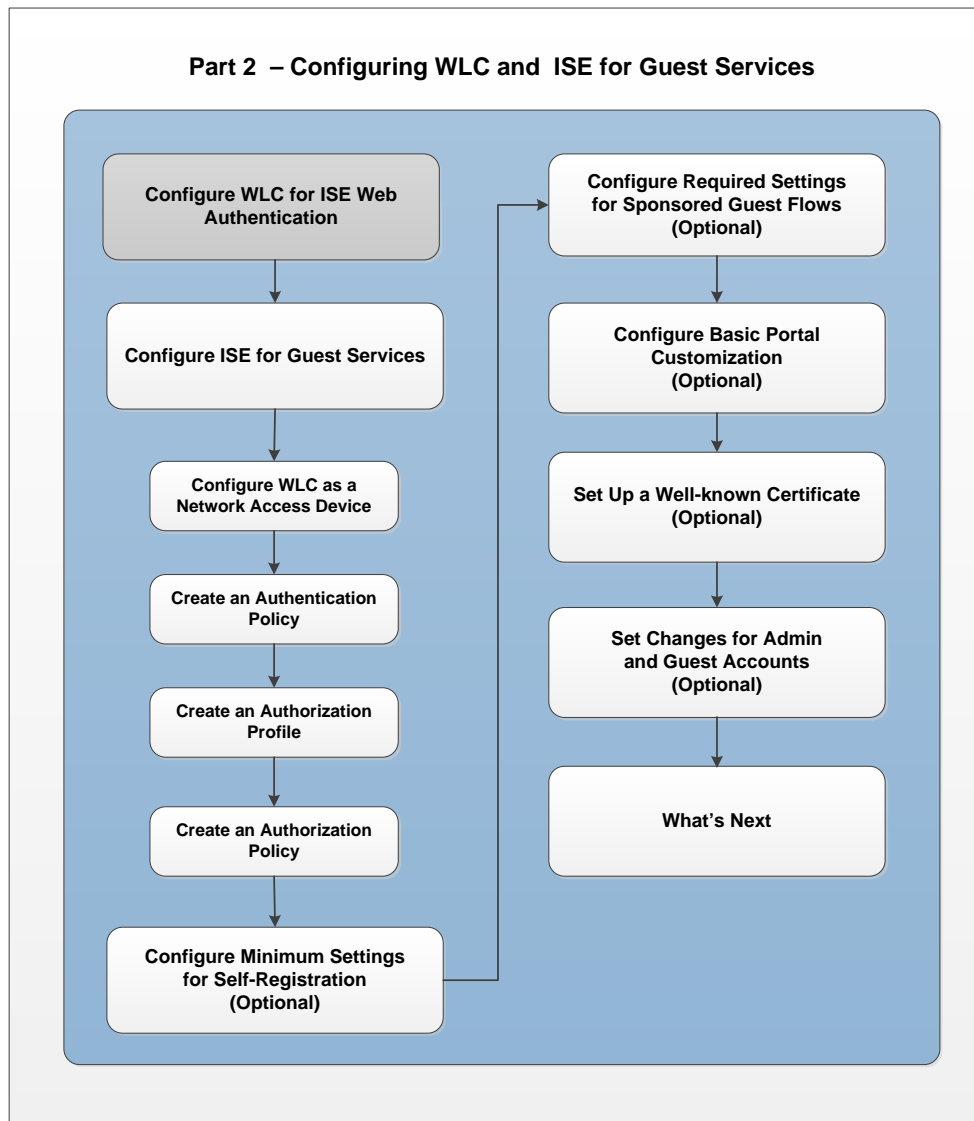 Part 2 – Configuring WLC and ISE for Guest Services
Configure WLC for ISE Web
Authentication
Configure ISE for Guest Services
Configure WLC as a
Network Access Device
Create an Authentication
Policy
Create an Authorization
Profile
Create an Authorization
Policy
Configure Minimum Settings
for Self-Registration
(Optional)
Configure Required Settings
for Sponsored Guest Flows
(Optional)
Configure Basic Portal
Customization
(Optional)
Set Up a Well-known Certificate
(Optional)
Set Changes for Admin
and Guest Accounts
(Optional)
What's Next